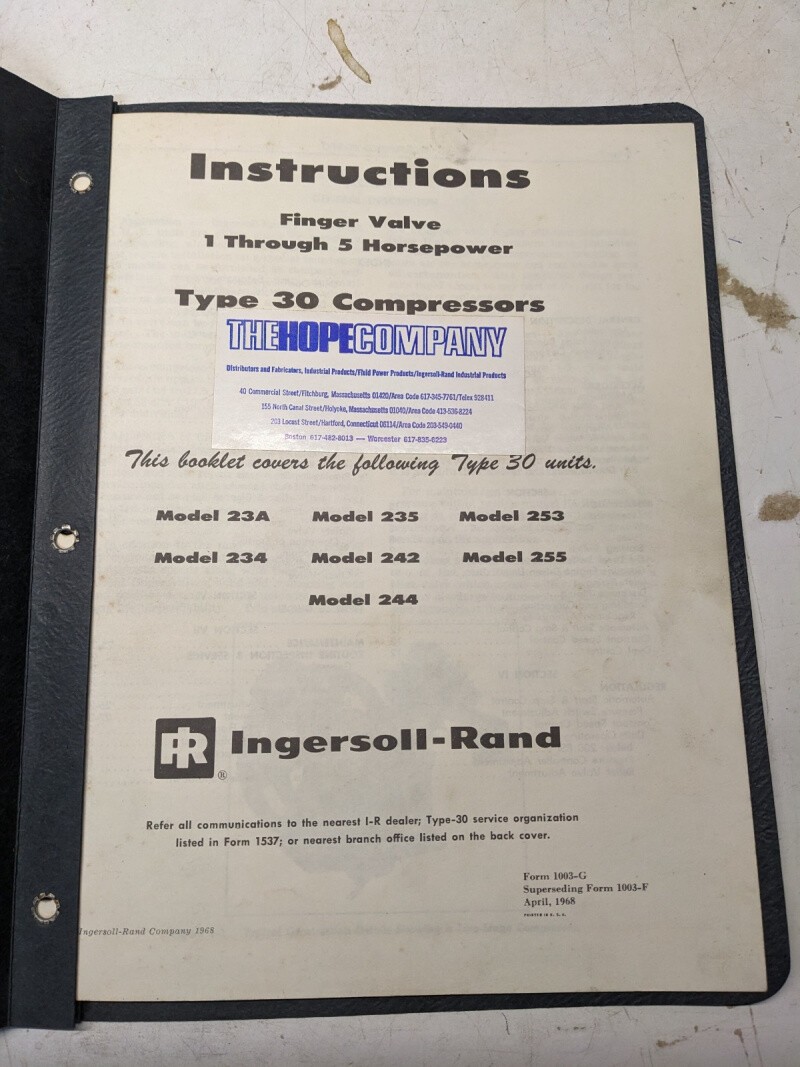 Instructions
Finger Valve
1 Through 5 Horsepower
Type 30 Compressors
THEHOPECOMPANY
Distributors and Fabricators, Industrial Products/Fluid Power Products/Ingersoll-Rand Industrial Products
40 Commercial Street/Fitchburg, Massachusetts 01420/Area Code 617-345-7761/Telex 928411
155 North Canal Street/Holyoke, Massachusetts 01040/Area Code 413-536-8224
203 Locust Street/Hartford, Connecticut 06114/Area Code 203-549-0440
Boston 617-482-8013 — Worcester 617-835-6223
This booklet covers the following Type 30 units.
Model 23A Model 235 Model 253
Model 234 Model 242 Model 255
Model 244
IR ® Ingersoll-Rand
Refer all communications to the nearest I-R dealer; Type-30 service organization
listed in Form 1537; or nearest branch office listed on the back cover.
Form 1003-G
Superseding Form 1003-F
April, 1968
PRINTED IN U. S. A.
Ingersoll-Rand Company 1968